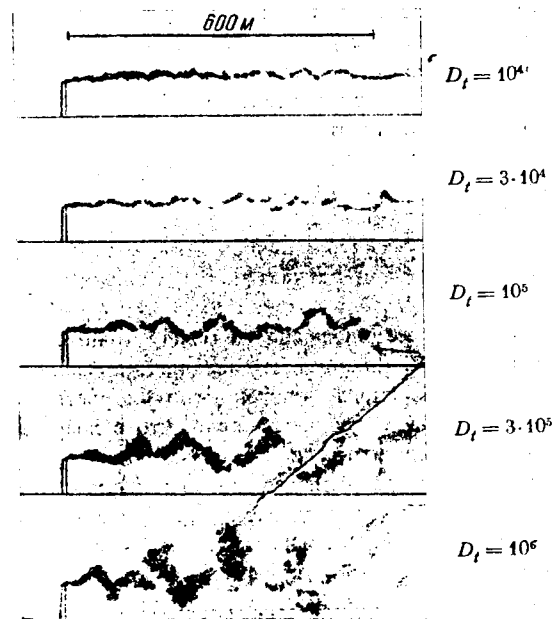 600 м
D_t = 10⁴
D_t = 3·10⁴
D_t = 10⁵
D_t = 3·10⁵
D_t = 10⁶